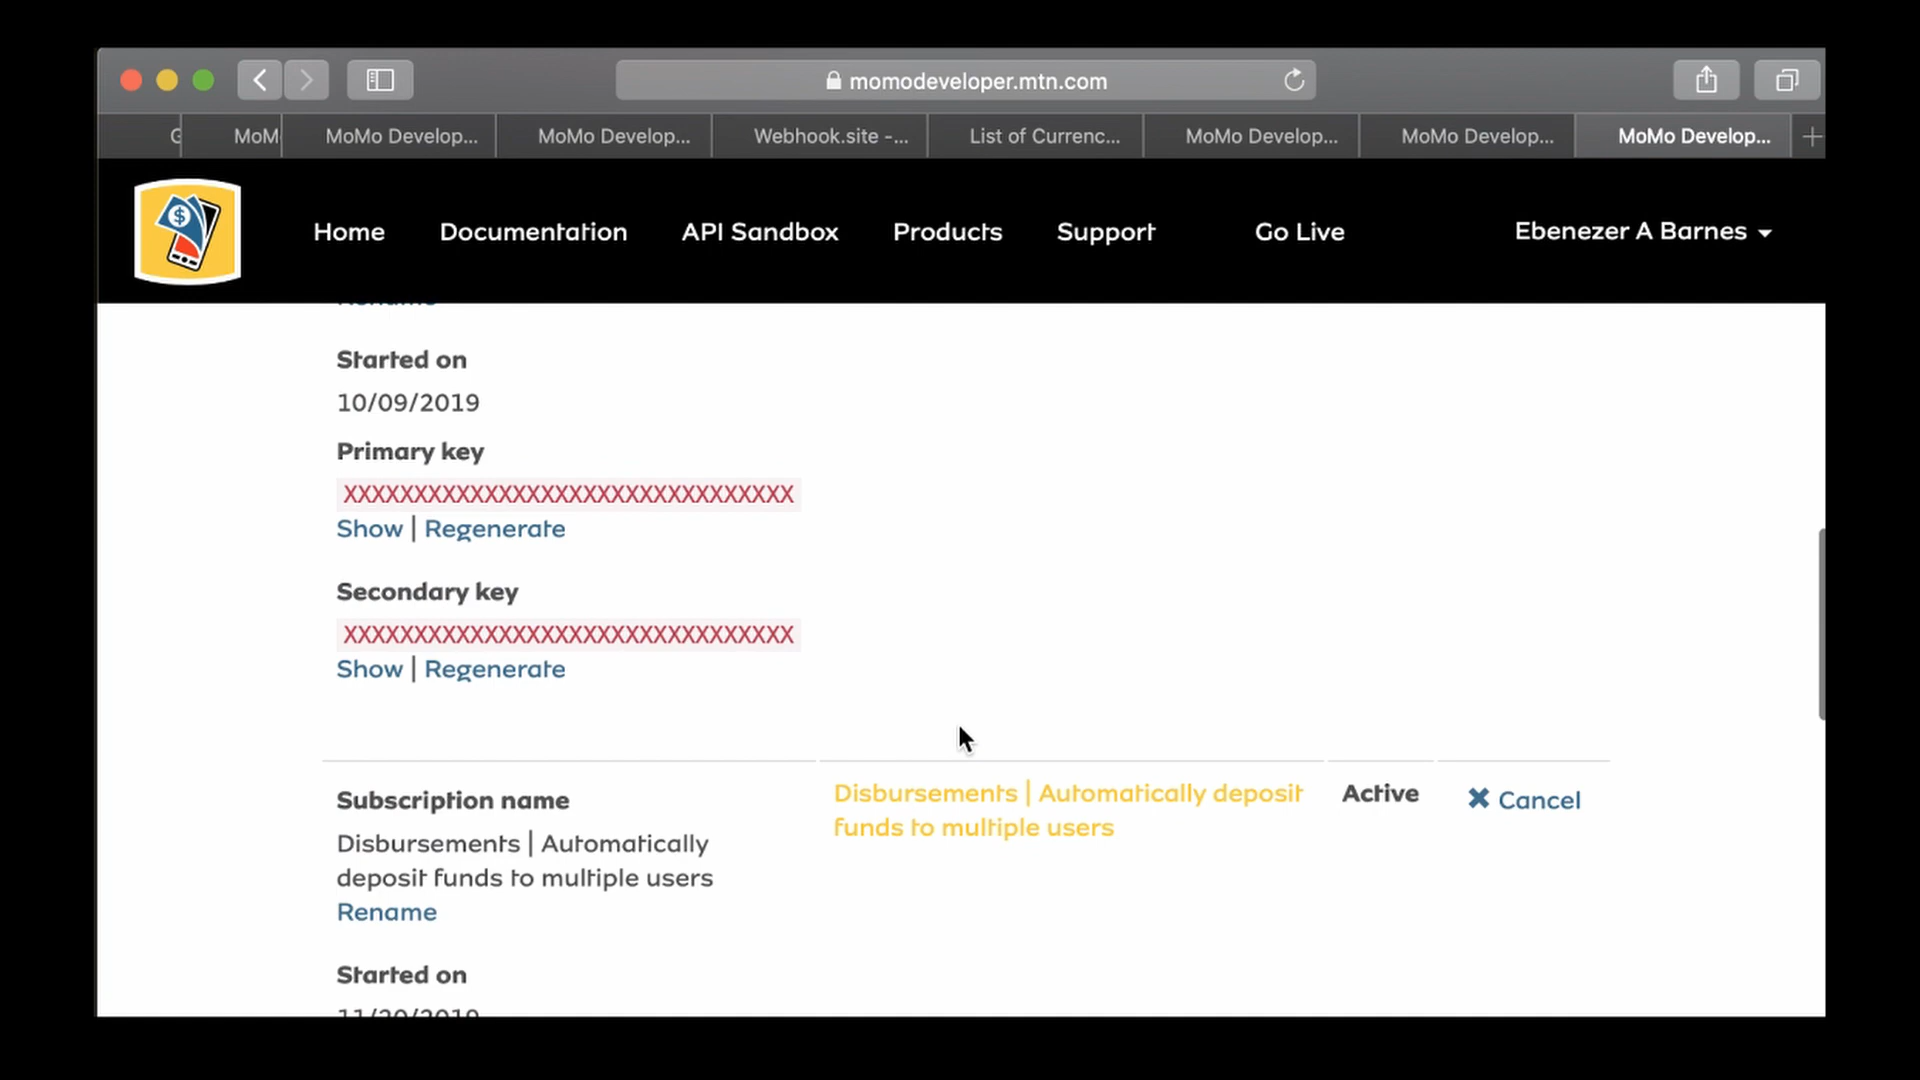 momodeveloper.mtn.com
MoM
MoMo Develop...
MoMo Develop...
Webhook.site -...
List of Currenc...
MoMo Develop...
MoMo Develop...
MoMo Develop...
$
Home
Documentation
API Sandbox
Products
Support
Go Live
Ebenezer A Barnes
Started on
10/09/2019
Primary key
XXXXXXXXXXXXXXXXXXXXXXXXXXXXXXXX
Show | Regenerate
Secondary key
XXXXXXXXXXXXXXXXXXXXXXXXXXXXXXXX
Show | Regenerate
Subscription name
Disbursements | Automatically
deposit funds to multiple users
Rename
Disbursements | Automatically deposit
funds to multiple users
Active
Cancel
Started on
11/20/2019